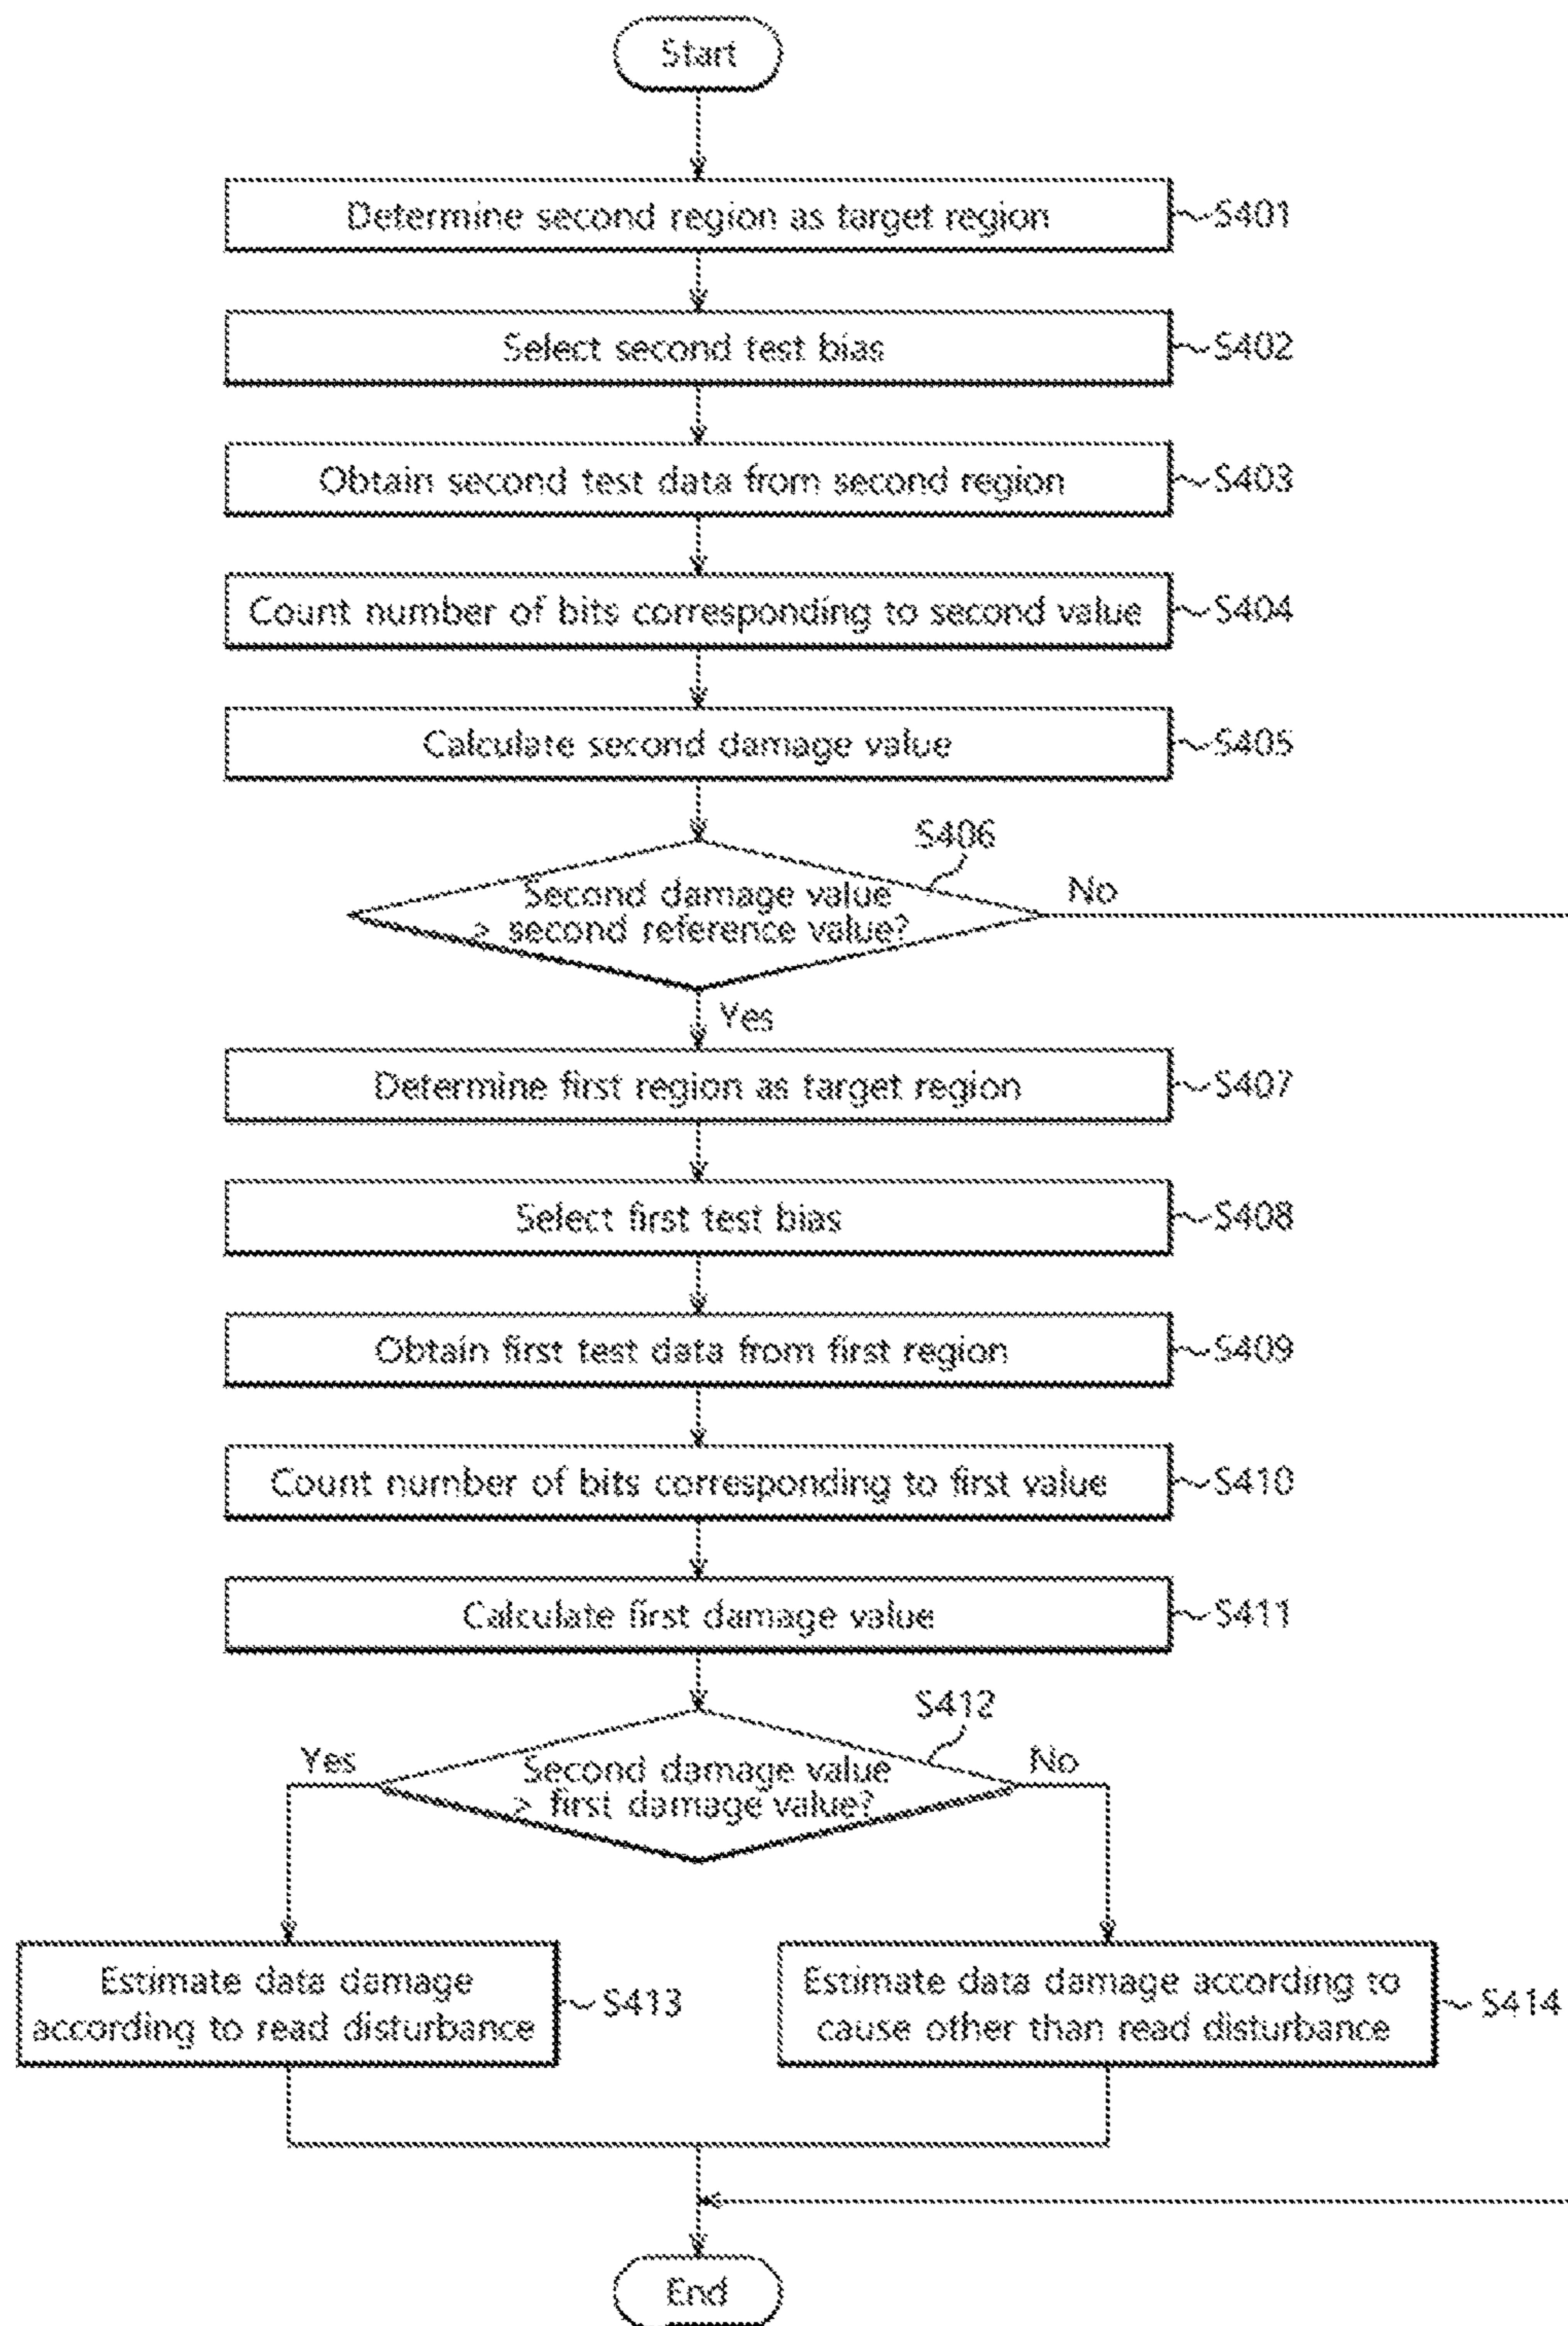 Start
Determine second region as target region
S401
Select second test bias
S402
Obtain second test data from second region
S403
Count number of bits corresponding to second value
S404
Calculate second damage value
S405
S406
Second damage value
> second reference value?
No
Yes
Determine first region as target region
S407
Select first test bias
S408
Obtain first test data from first region
S409
Count number of bits corresponding to first value
S410
Calculate first damage value
S411
S412
Yes
Second damage value
> first damage value?
No
Estimate data damage
according to read disturbance
S413
Estimate data damage according to
cause other than read disturbance
S414
End